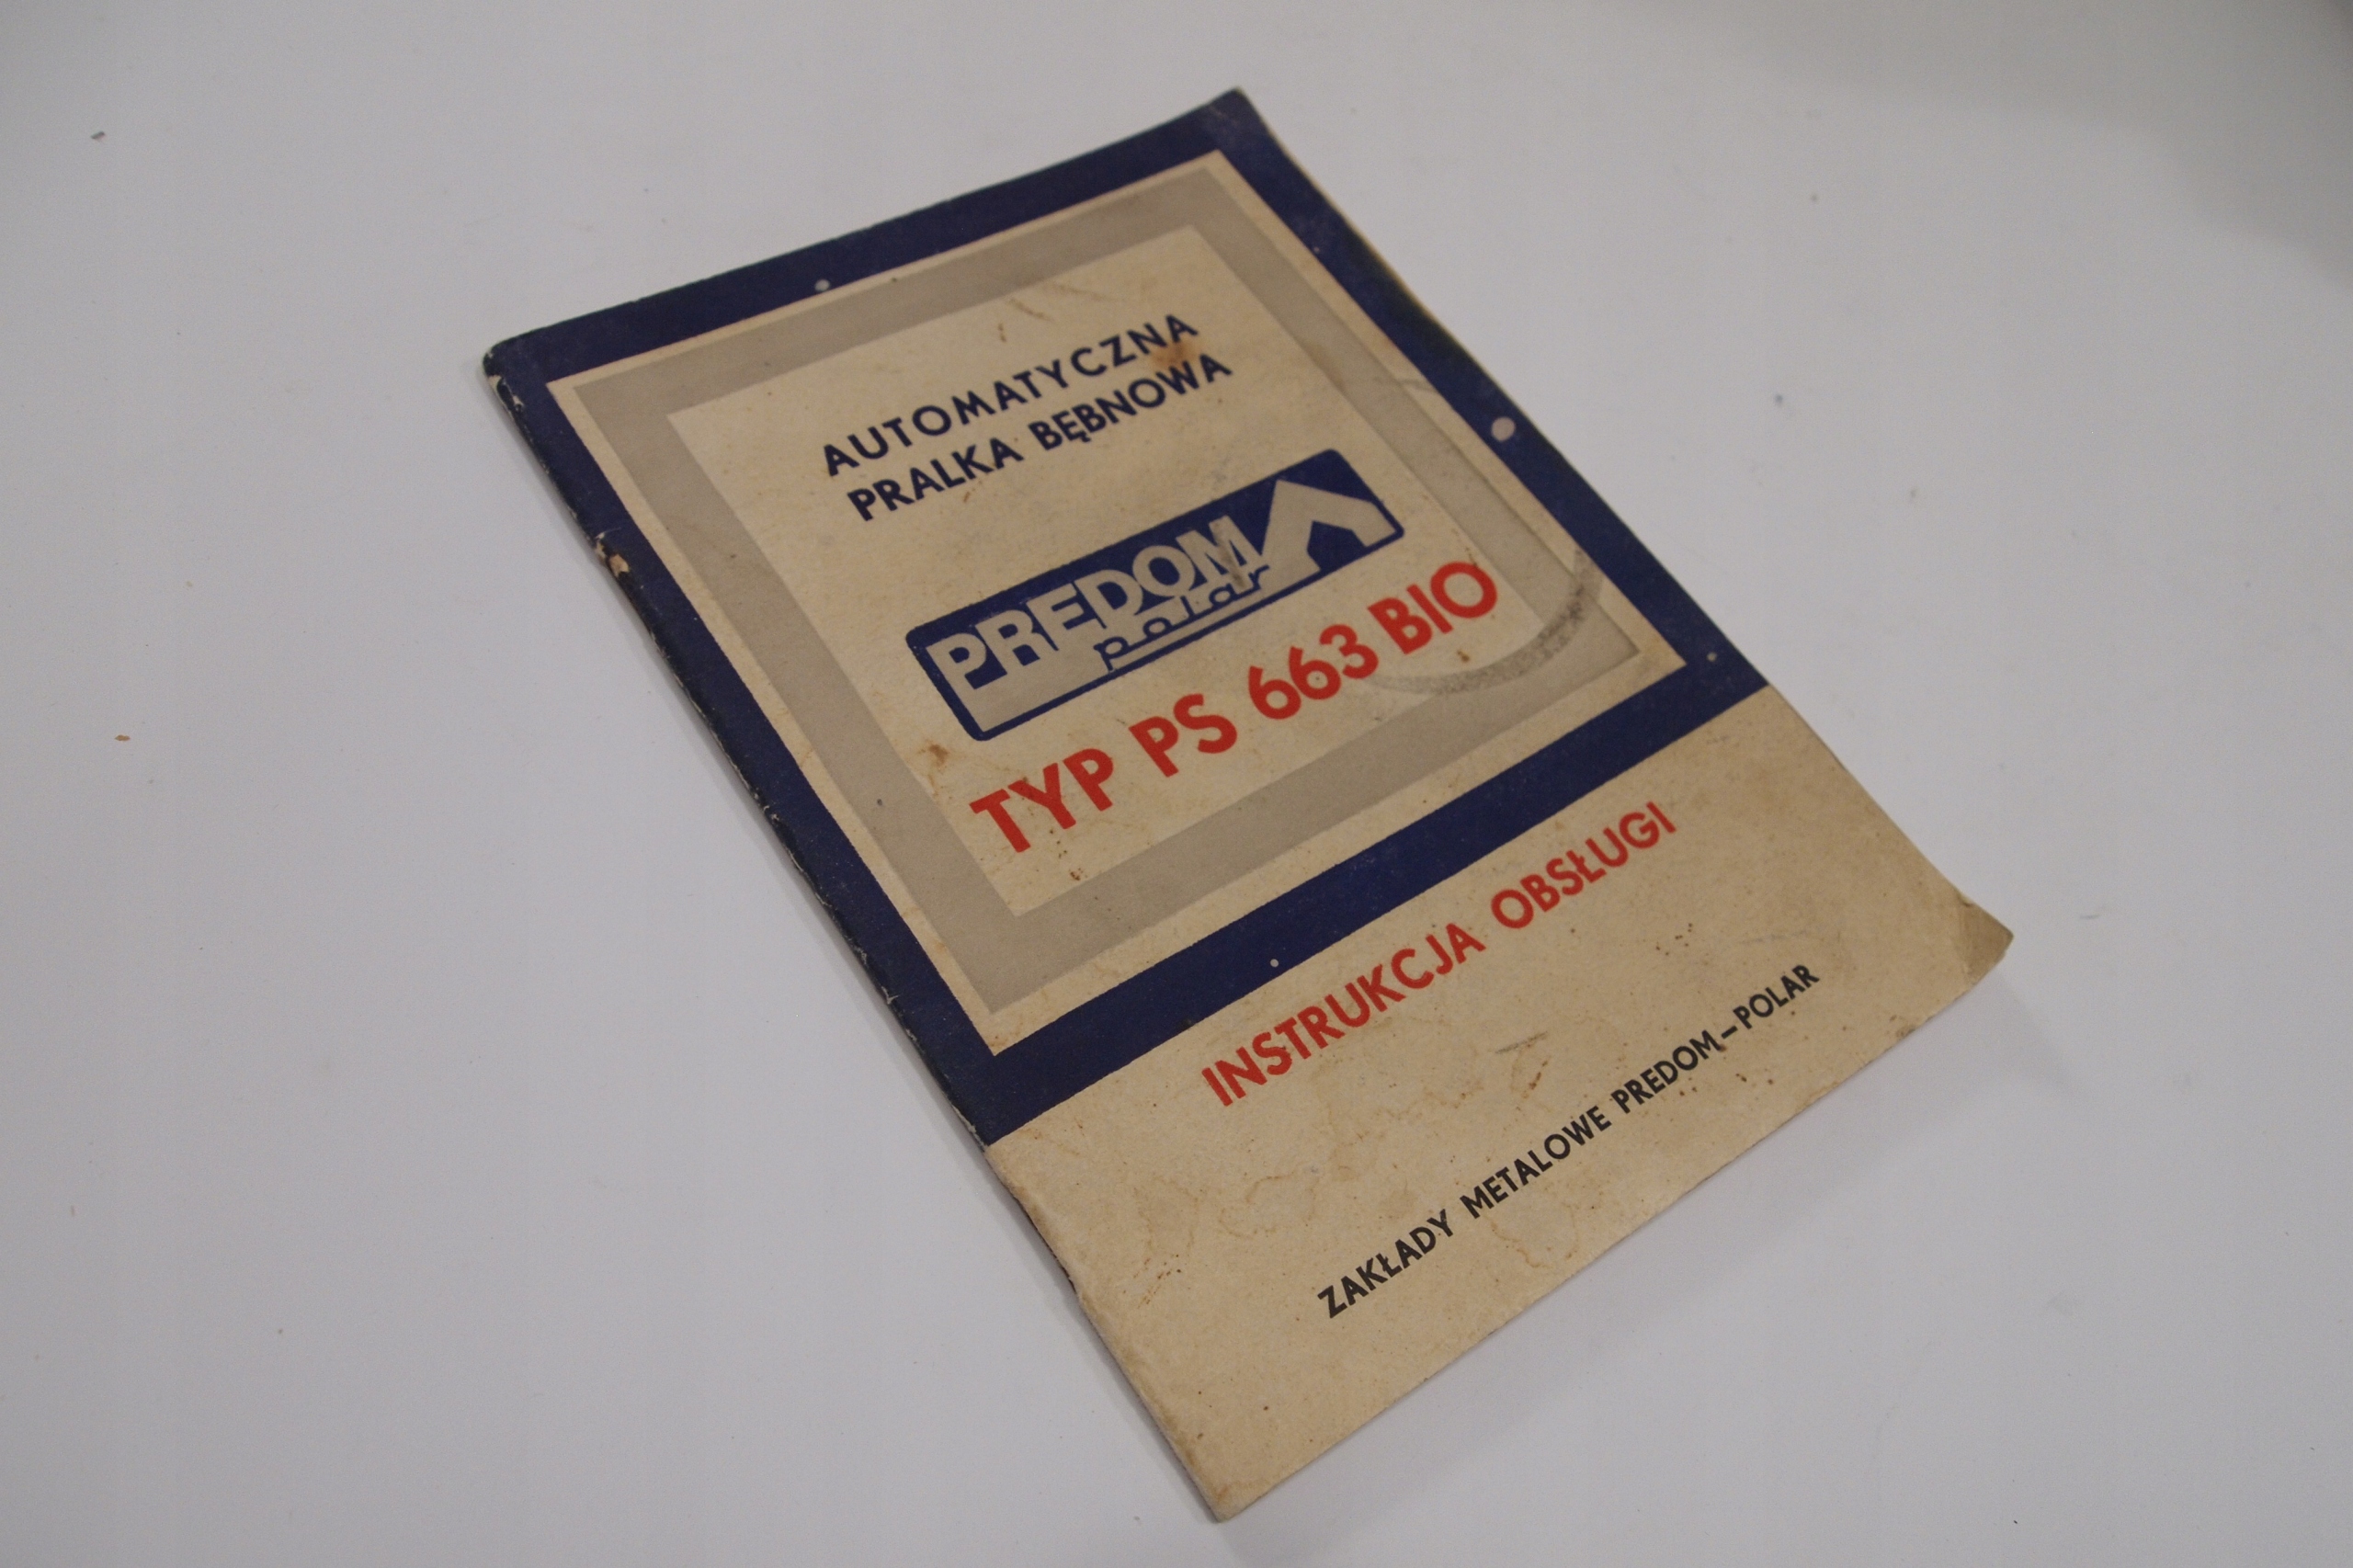 AUTOMATYCZNA
PRALKA BĘBNOWA
PREDOM
polar
TYP PS 663 BIO
INSTRUKCJA OBSŁUGI
ZAKŁADY METALOWE PREDOM–POLAR